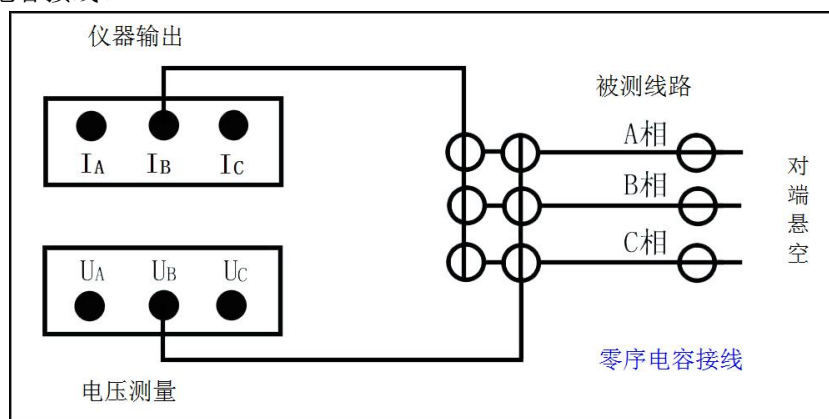 仪器输出
被测线路
IA IB IC
A相
B相
C相
对端悬空
UA UB UC
零序电容接线
电压测量